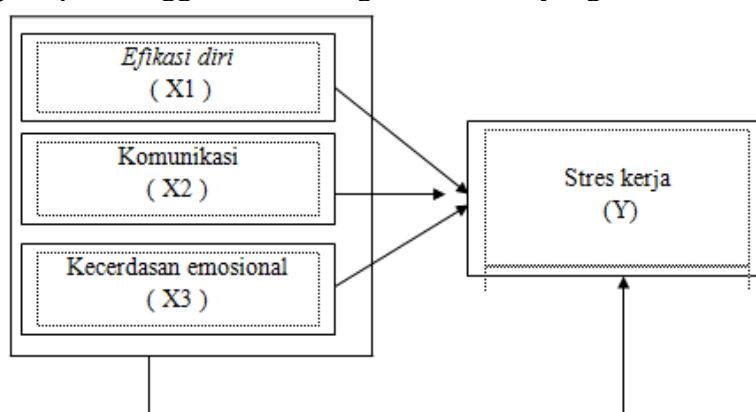 Efikasi diri
( X1 )
Komunikasi
( X2 )
Kecerdasan emosional
( X3 )
Stres kerja
(Y)